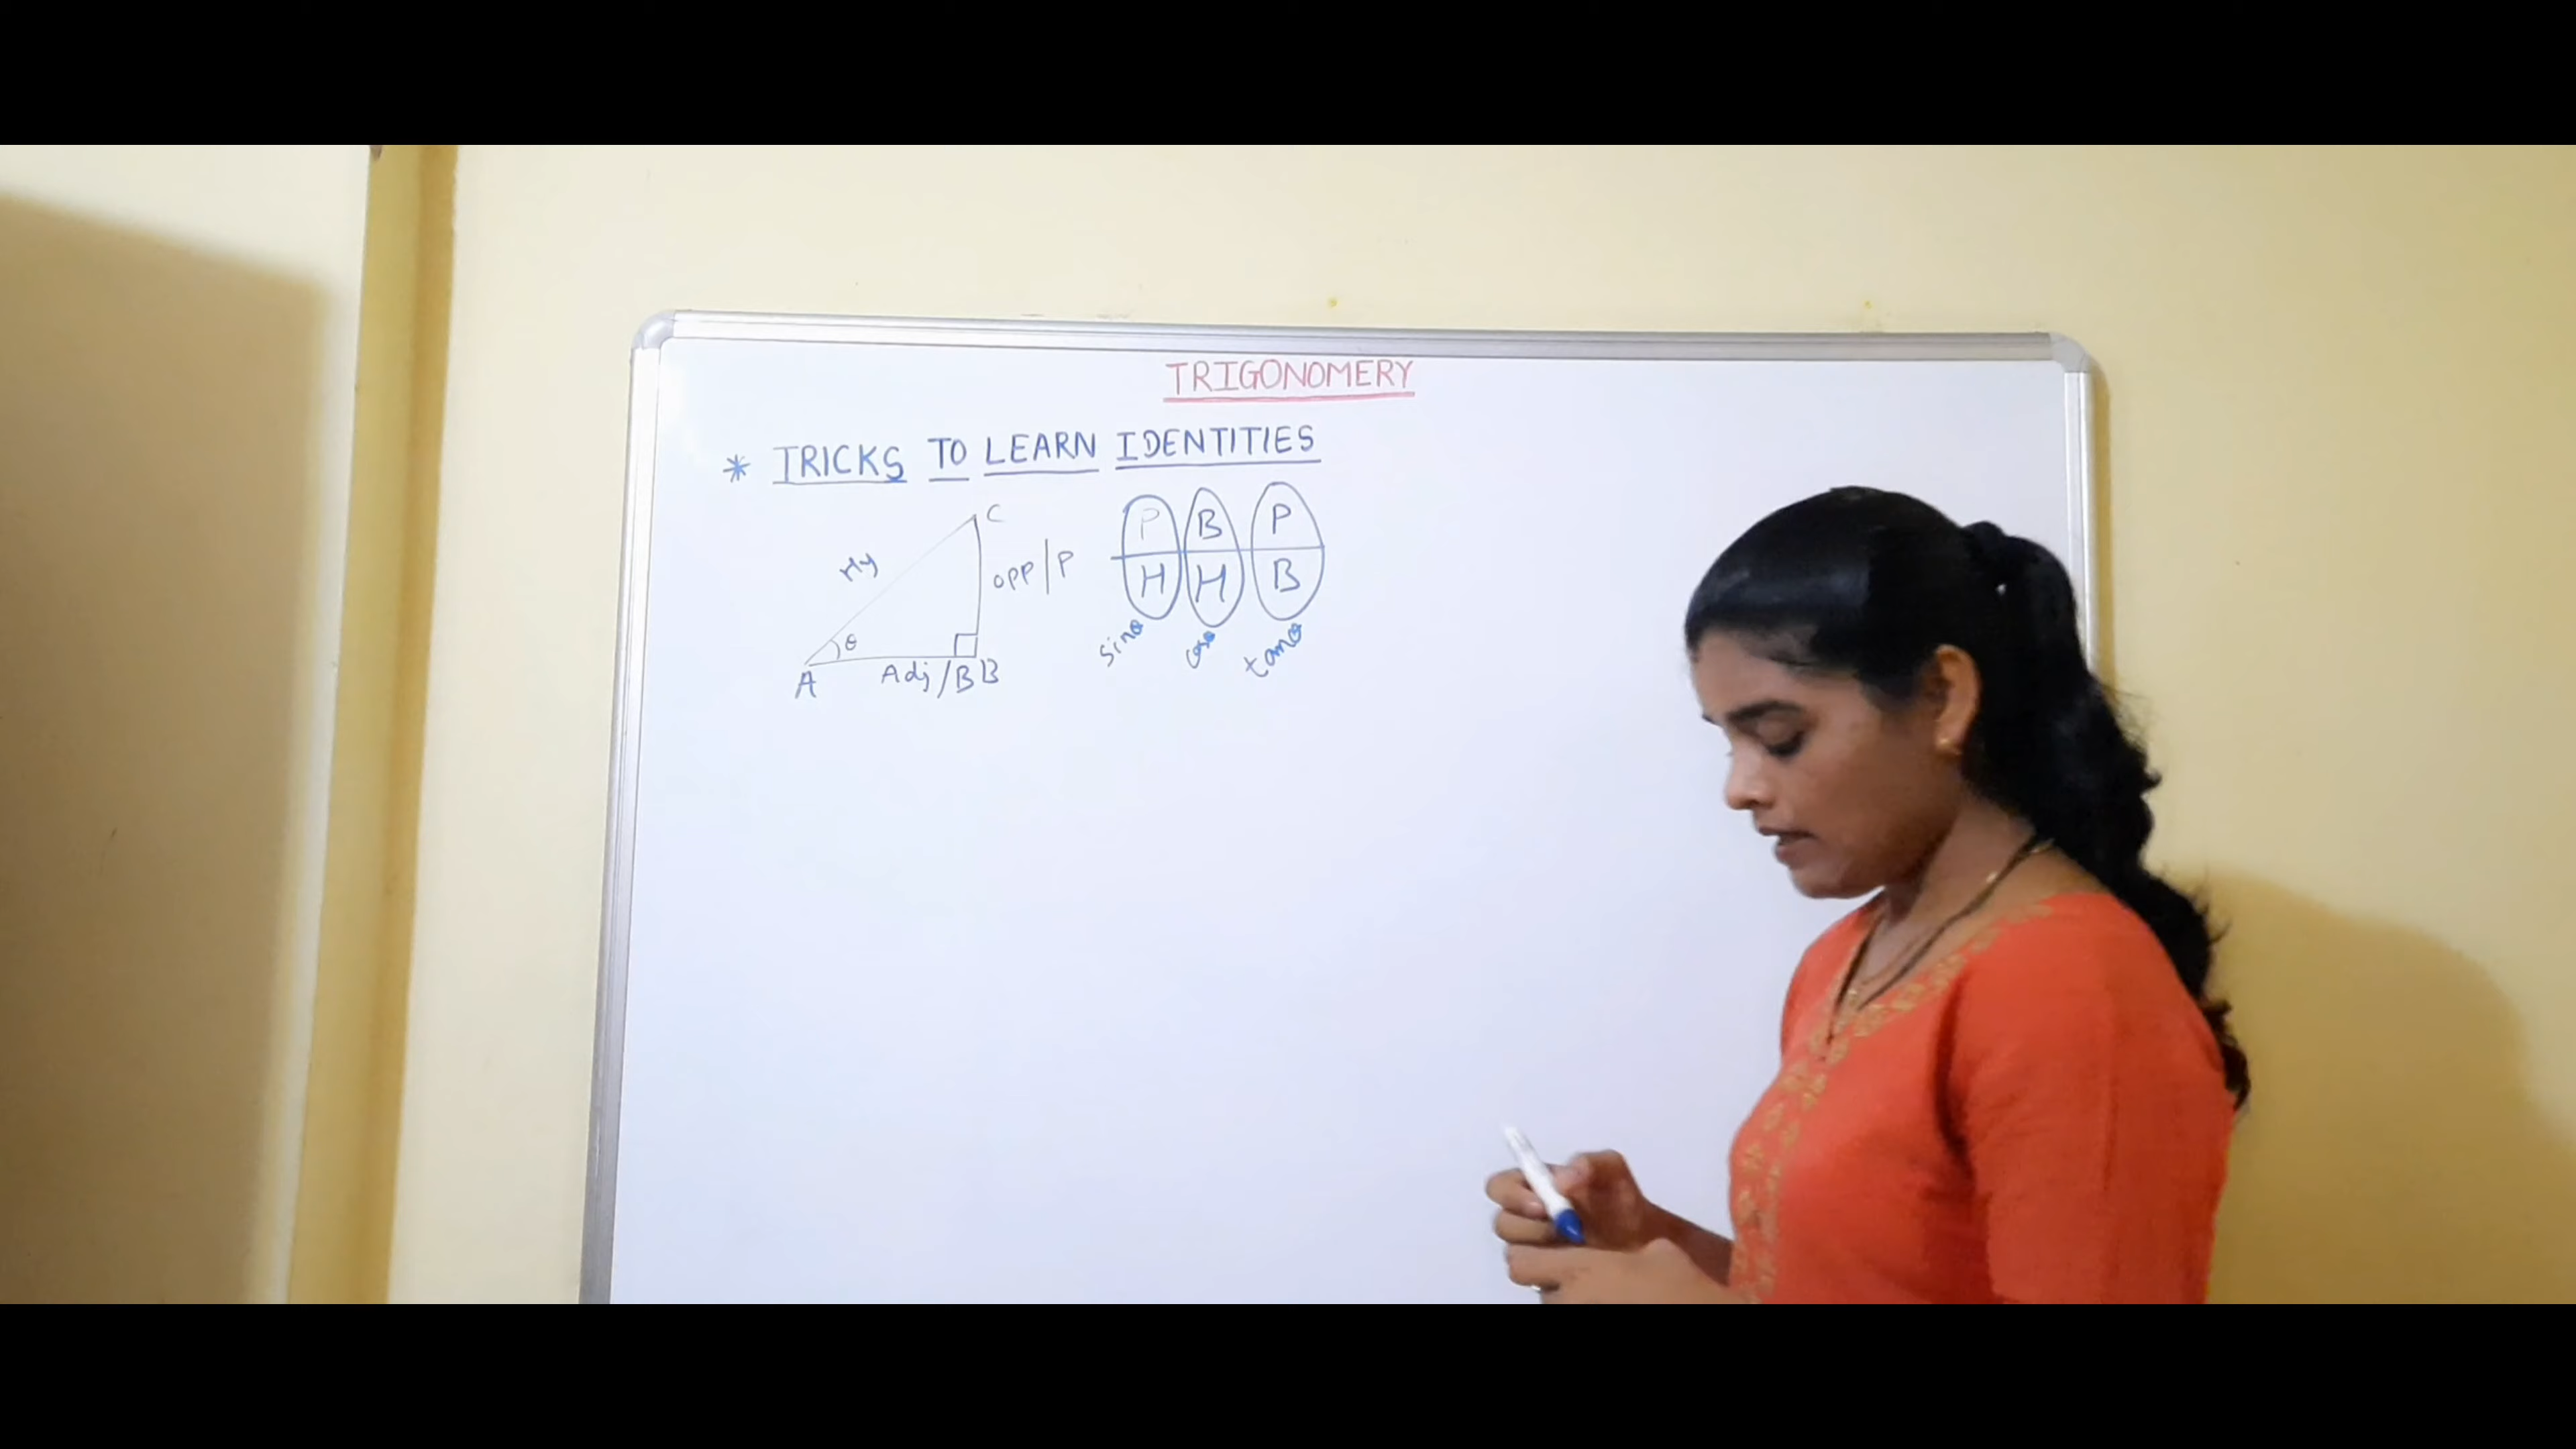 TRIGONOMERY
* TRICKS TO LEARN IDENTITIES
C
P B P
Hy
opp/P
H H B
θ
sinθ cosθ tanθ
A Adj/B B